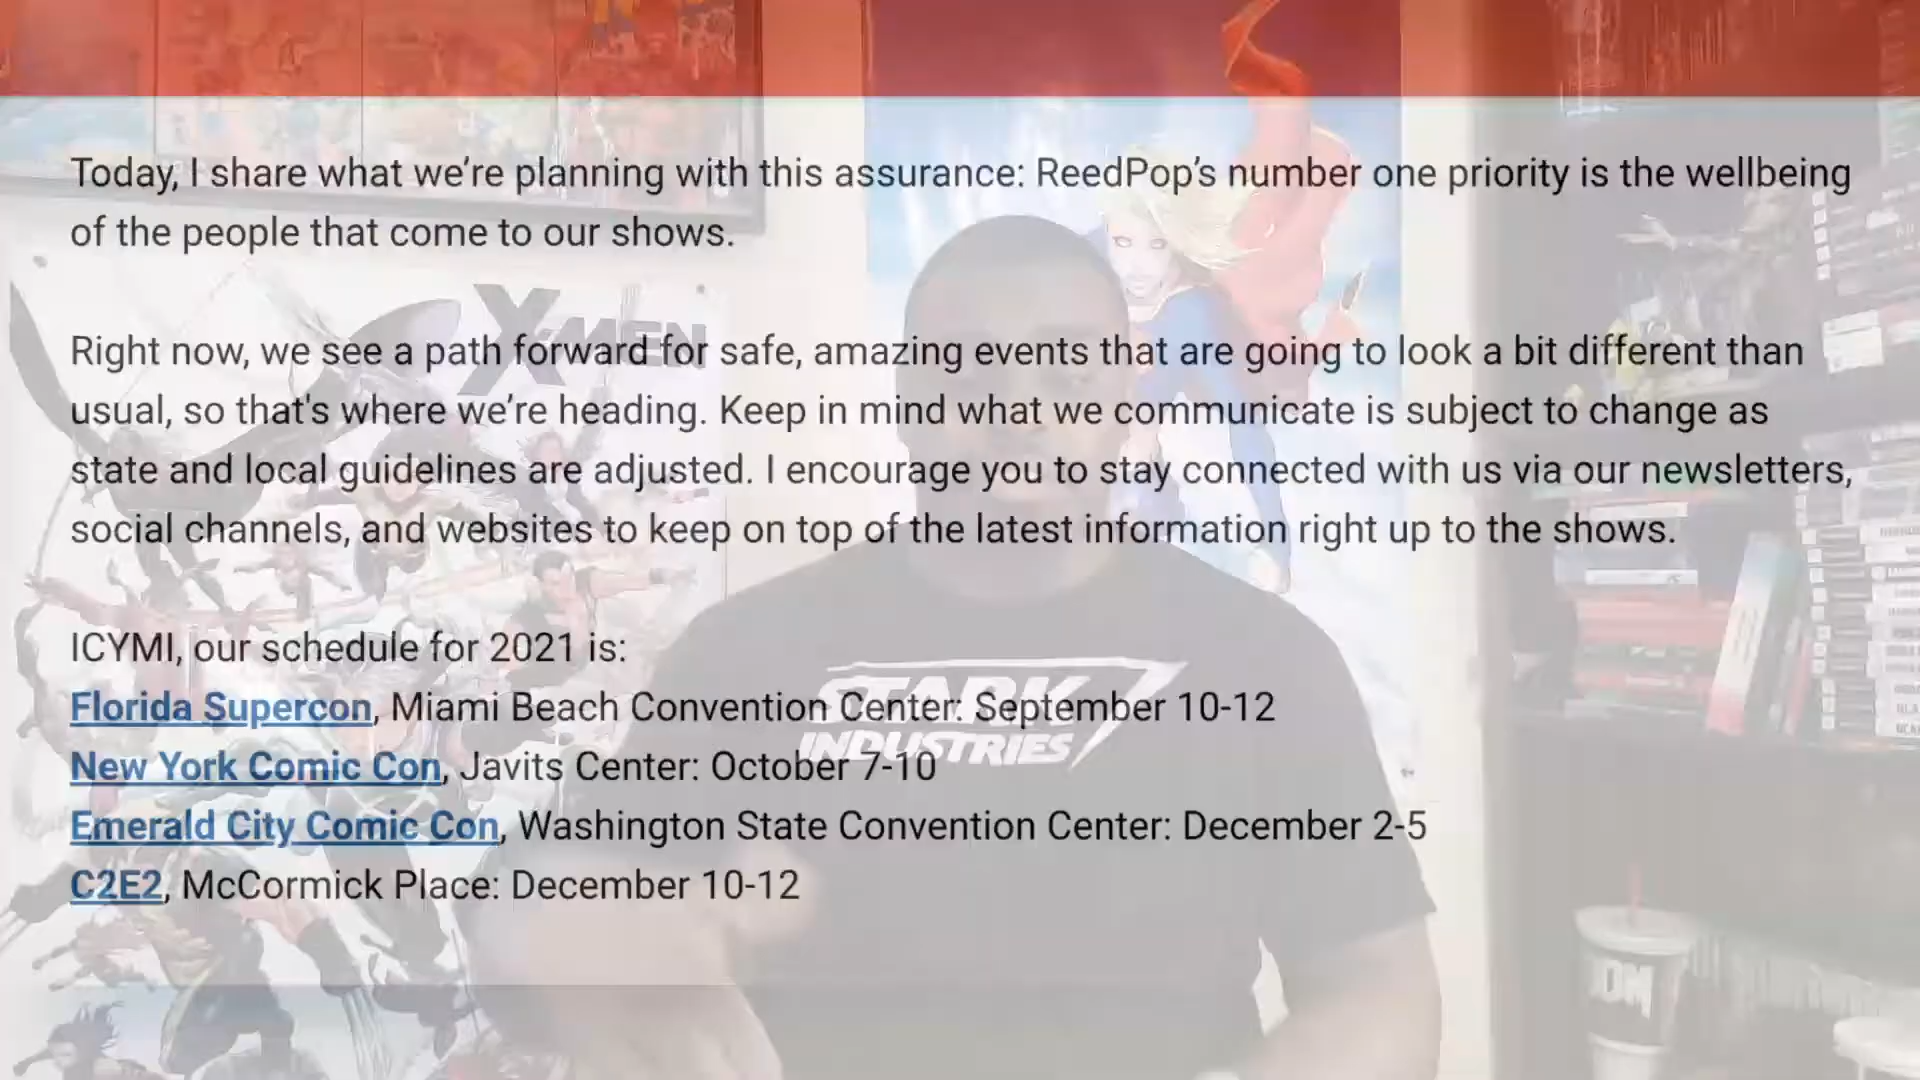 Today, I share what we’re planning with this assurance: ReedPop’s number one priority is the wellbeing
of the people that come to our shows.
Right now, we see a path forward for safe, amazing events that are going to look a bit different than
usual, so that's where we’re heading. Keep in mind what we communicate is subject to change as
state and local guidelines are adjusted. I encourage you to stay connected with us via our newsletters,
social channels, and websites to keep on top of the latest information right up to the shows.
ICYMI, our schedule for 2021 is:
Florida Supercon, Miami Beach Convention Center: September 10-12
New York Comic Con, Javits Center: October 7-10
Emerald City Comic Con, Washington State Convention Center: December 2-5
C2E2, McCormick Place: December 10-12
X-MEN
STARK
INDUSTRIES